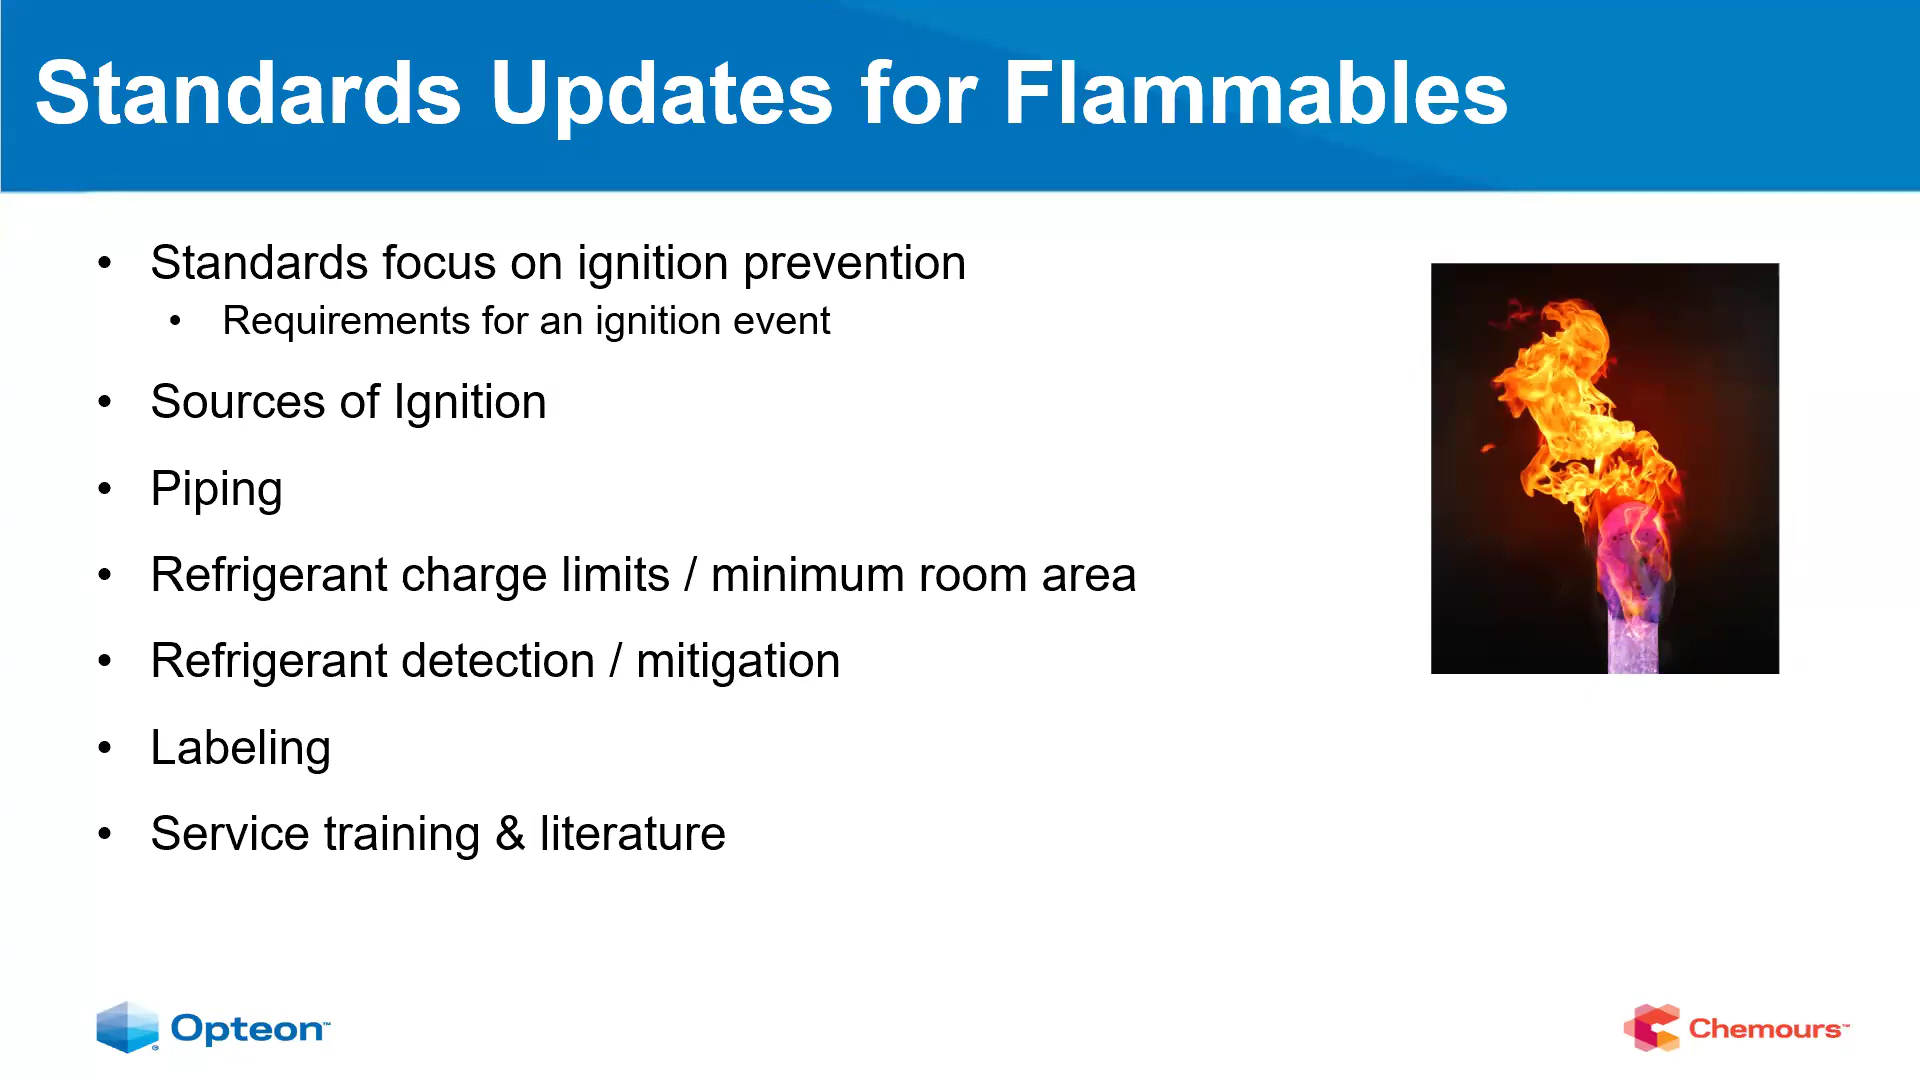 Standards Updates for Flammables
• Standards focus on ignition prevention
• Requirements for an ignition event
• Sources of Ignition
• Piping
• Refrigerant charge limits / minimum room area
• Refrigerant detection / mitigation
• Labeling
• Service training & literature
Opteon™
Chemours™